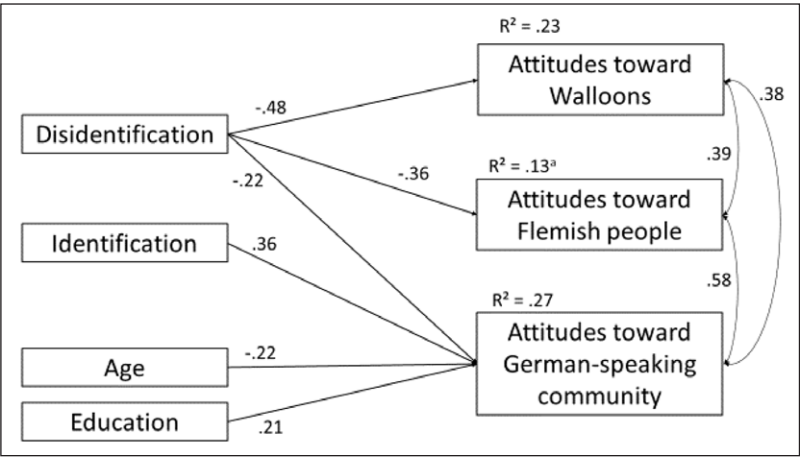 R² = .23
Attitudes toward
Walloons
.38
-.48
Disidentification
.39
R² = .13ᵃ
-.36
-.22
Attitudes toward
Flemish people
Identification
.36
.58
R² = .27
Attitudes toward
German-speaking
community
-.22
Age
Education
.21